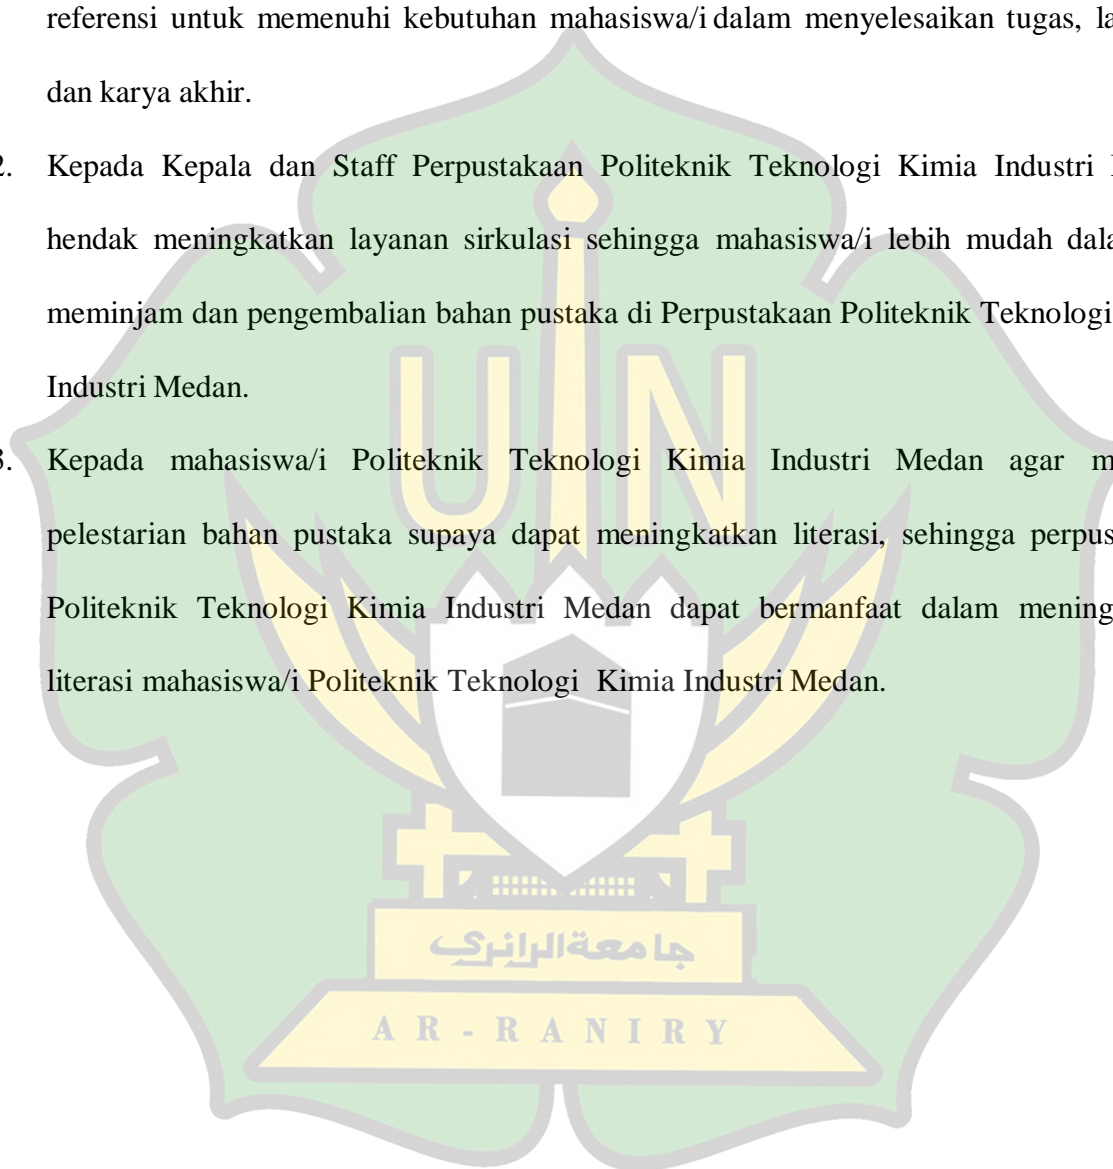 referensi untuk memenuhi kebutuhan mahasiswa/i dalam menyelesaikan tugas,
dan karya akhir.
2. Kepada Kepala dan Staff Perpustakaan Politeknik Teknologi Kimia Industri
hendak meningkatkan layanan sirkulasi sehingga mahasiswa/i lebih mudah
meminjam dan pengembalian bahan pustaka di Perpustakaan Politeknik Teknologi
Industri Medan.
3. Kepada mahasiswa/i Politeknik Teknologi Kimia Industri Medan agar
pelestarian bahan pustaka supaya dapat meningkatkan literasi, sehingga
Politeknik Teknologi Kimia Industri Medan dapat bermanfaat dalam
literasi mahasiswa/i Politeknik Teknologi Kimia Industri Medan.
UIN
جامعة الرانري
AR-RANIRY